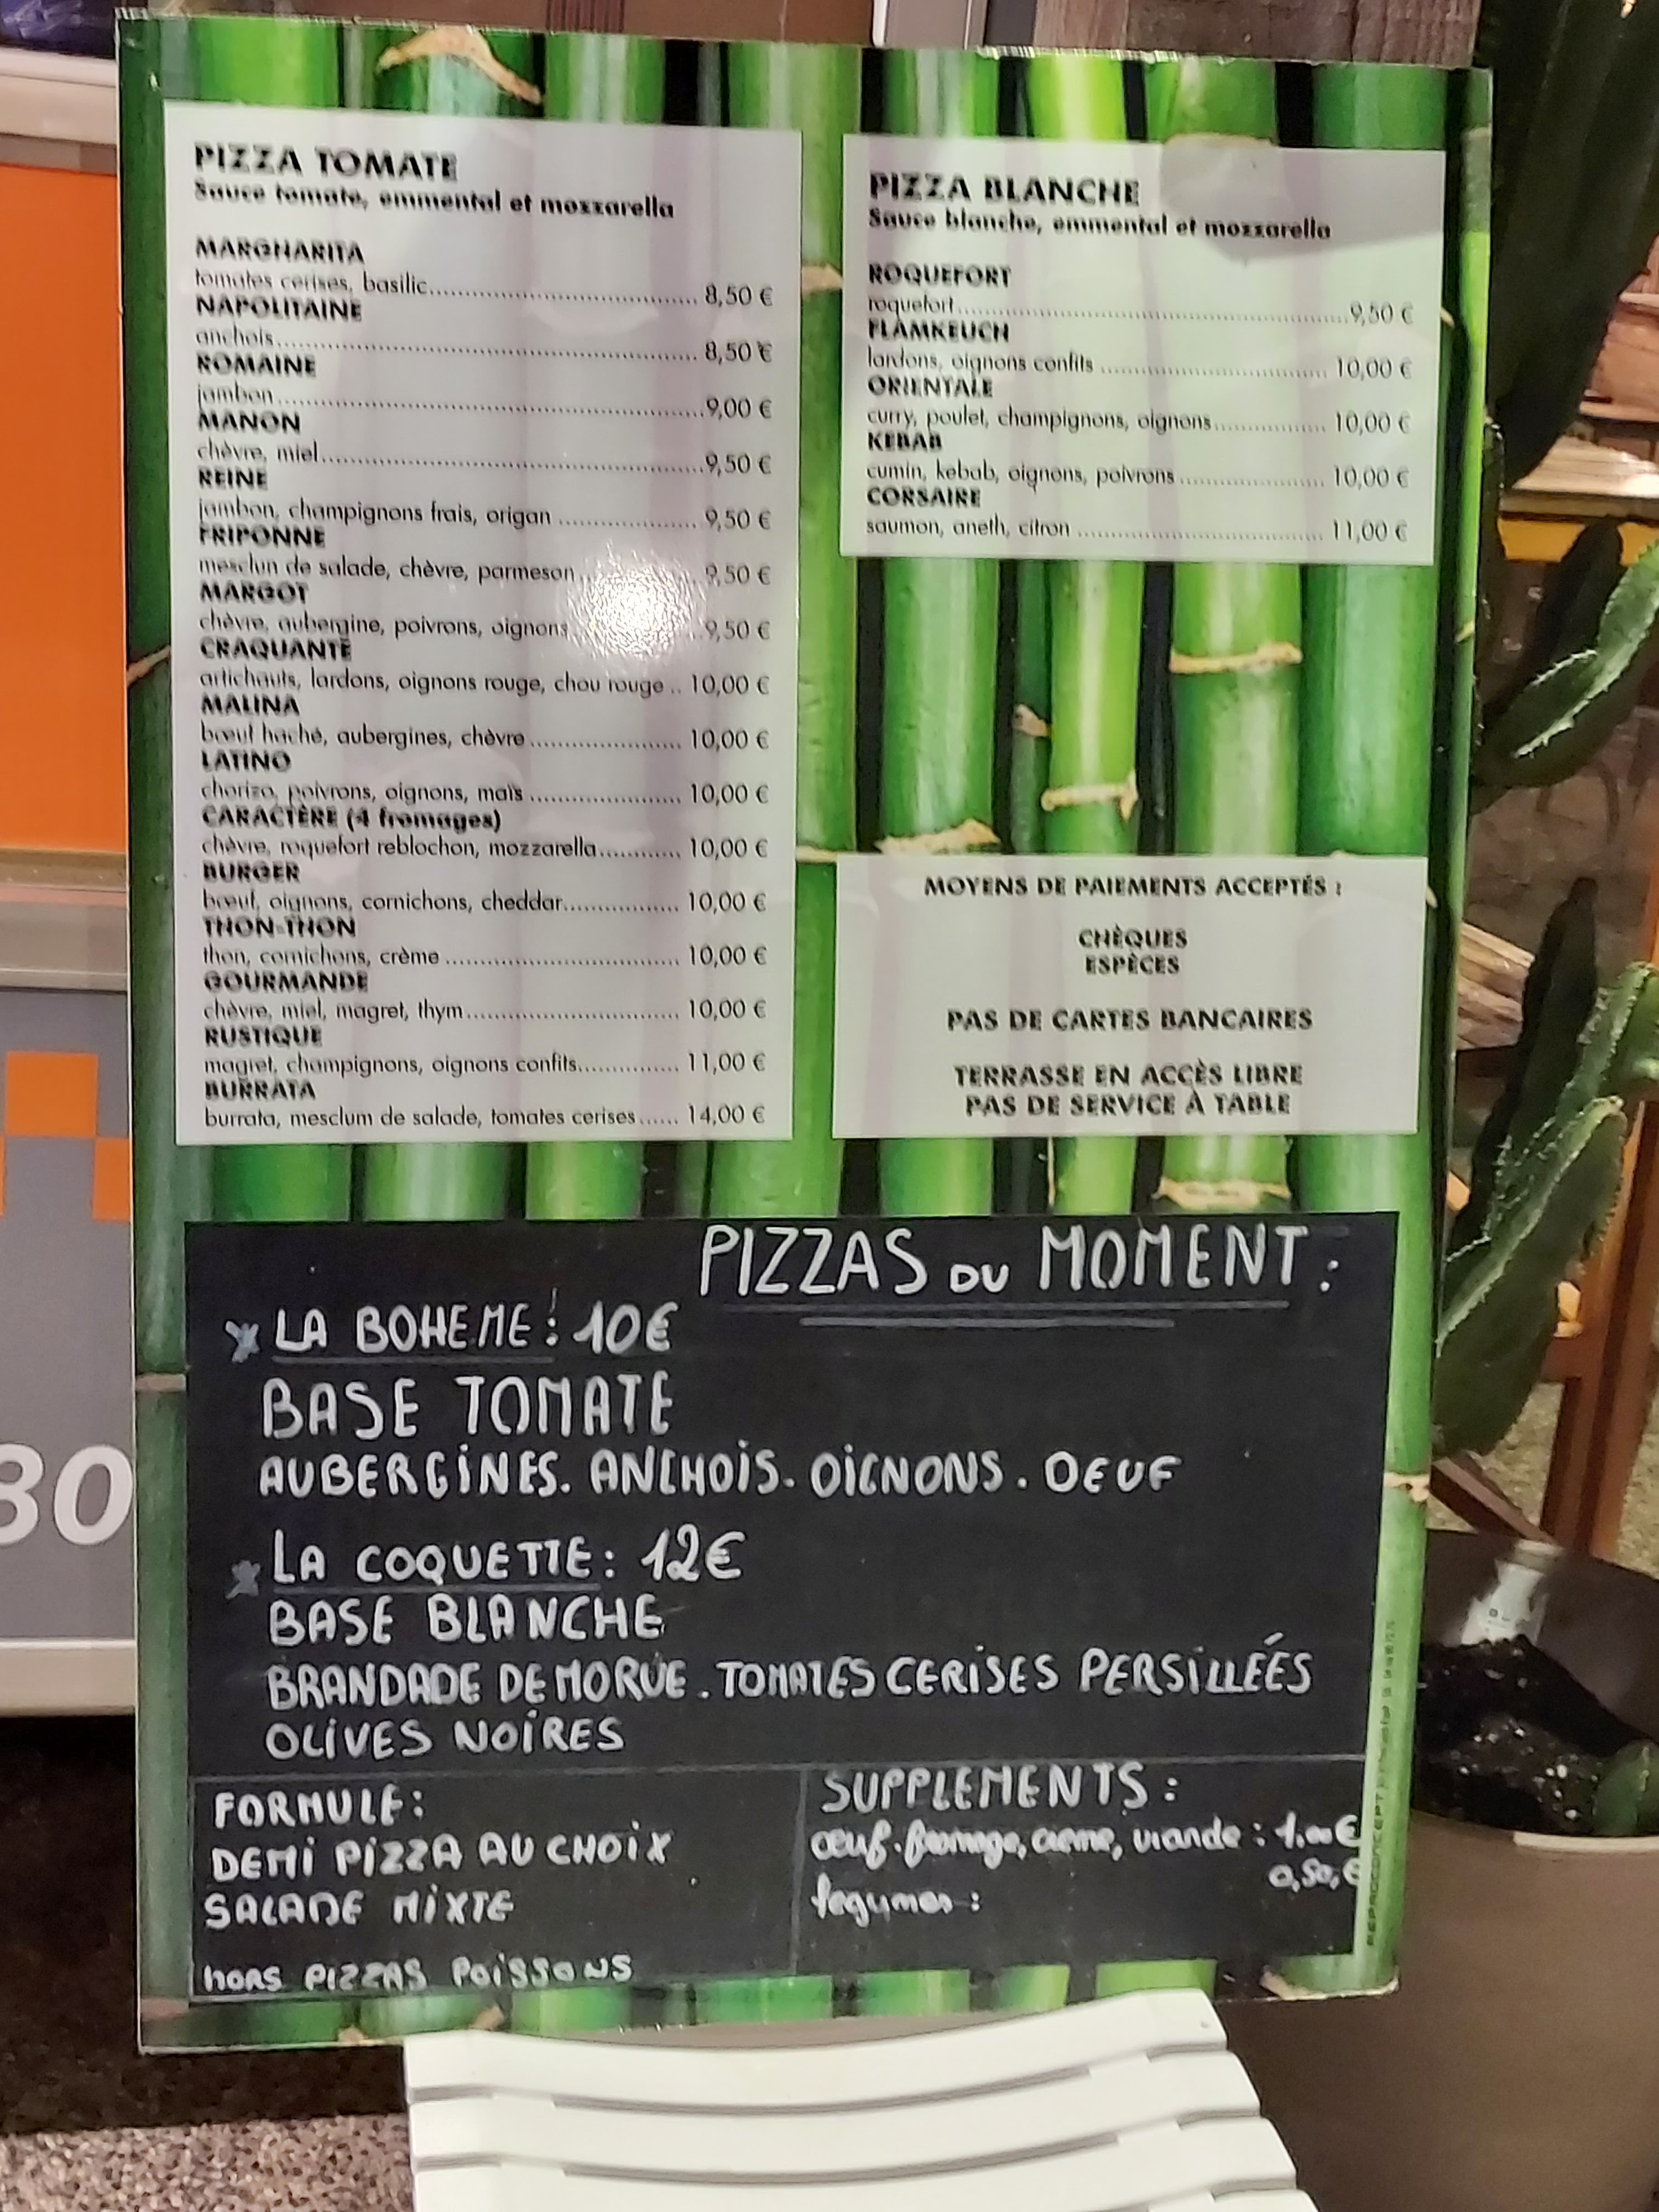 PIZZA TOMATE
Sauce tomate, emmental et mozzarella
MARGHARITA
tomates cerises, basilic.......... 8,50 €
NAPOLITAINE
anchois.......... 8,50 €
ROMAINE
jambon.......... 9,00 €
MANON
chèvre, miel.......... 9,50 €
REINE
jambon, champignons frais, origan .......... 9,50 €
FRIPONNE
mesclun de salade, chèvre, parmesan.......... 9,50 €
MARGOT
chèvre, aubergine, poivrons, oignons.......... 9,50 €
CRAQUANTE
artichauts, lardons, oignons rouge, chou rouge .. 10,00 €
MALINA
bœuf haché, aubergines, chèvre.......... 10,00 €
LATINO
chorizo, poivrons, oignons, maïs .......... 10,00 €
CARACTÈRE (4 fromages)
chèvre, roquefort reblochon, mozzarella.......... 10,00 €
BURGER
bœuf, oignons, cornichons, cheddar.......... 10,00 €
THON-THON
thon, cornichons, crème .......... 10,00 €
GOURMANDE
chèvre, miel, magret, thym.......... 10,00 €
RUSTIQUE
magret, champignons, oignons confits.......... 11,00 €
BURRATA
burrata, mesclum de salade, tomates cerises ...... 14,00 €
PIZZA BLANCHE
Sauce blanche, emmental et mozzarella
ROQUEFORT
roquefort.......... 9,50 €
FLAMKEUCH
lardons, oignons confits .......... 10,00 €
ORIENTALE
curry, poulet, champignons, oignons.......... 10,00 €
KEBAB
cumin, kebab, oignons, poivrons .......... 10,00 €
CORSAIRE
saumon, aneth, citron .......... 11,00 €
MOYENS DE PAIEMENTS ACCEPTÉS :
CHÈQUES
ESPÈCES
PAS DE CARTES BANCAIRES
TERRASSE EN ACCÈS LIBRE
PAS DE SERVICE À TABLE
PIZZAS DU MOMENT :
LA BOHEME : 10€
BASE TOMATE
AUBERGINES. ANCHOIS. OIGNONS. OEUF
LA COQUETTE : 12€
BASE BLANCHE
BRANDADE DE MORUE. TOMATES CERISES PERSILLÉES
OLIVES NOIRES
FORMULE:
DEMI PIZZA AU CHOIX
SALADE MIXTE
HORS PIZZAS POISSONS
SUPPLEMENTS :
œuf. fromage, crème, viande : 1.00€
0,50€
legumes :
80
REPROCONCEPT